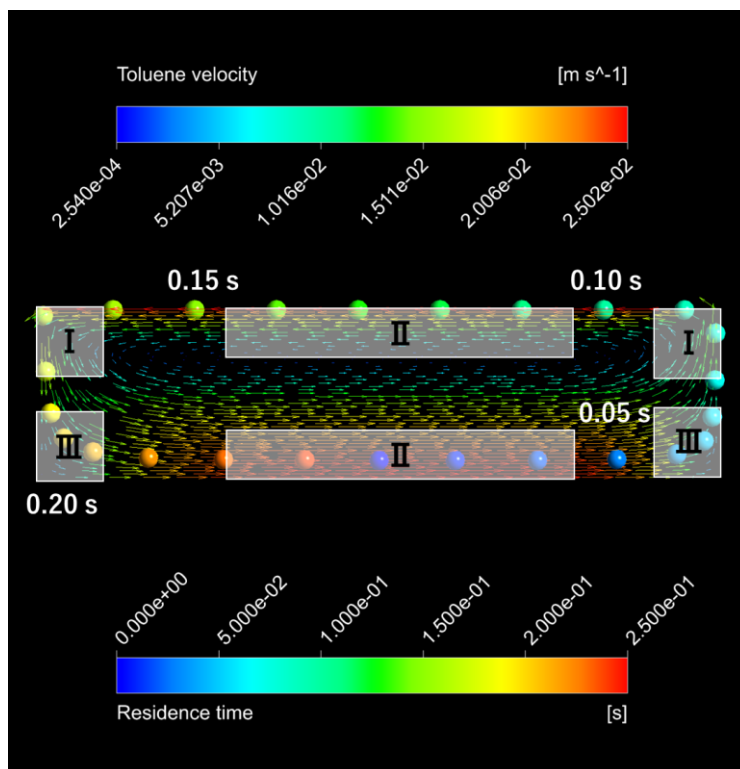 Toluene velocity [m s^-1]
2.540e-04 5.207e-03 1.016e-02 1.511e-02 2.006e-02 2.502e-02
0.15 s 0.10 s
I II I
0.05 s
III II III
0.20 s
0.000e+00 5.000e-02 1.000e-01 1.500e-01 2.000e-01 2.500e-01
Residence time [s]